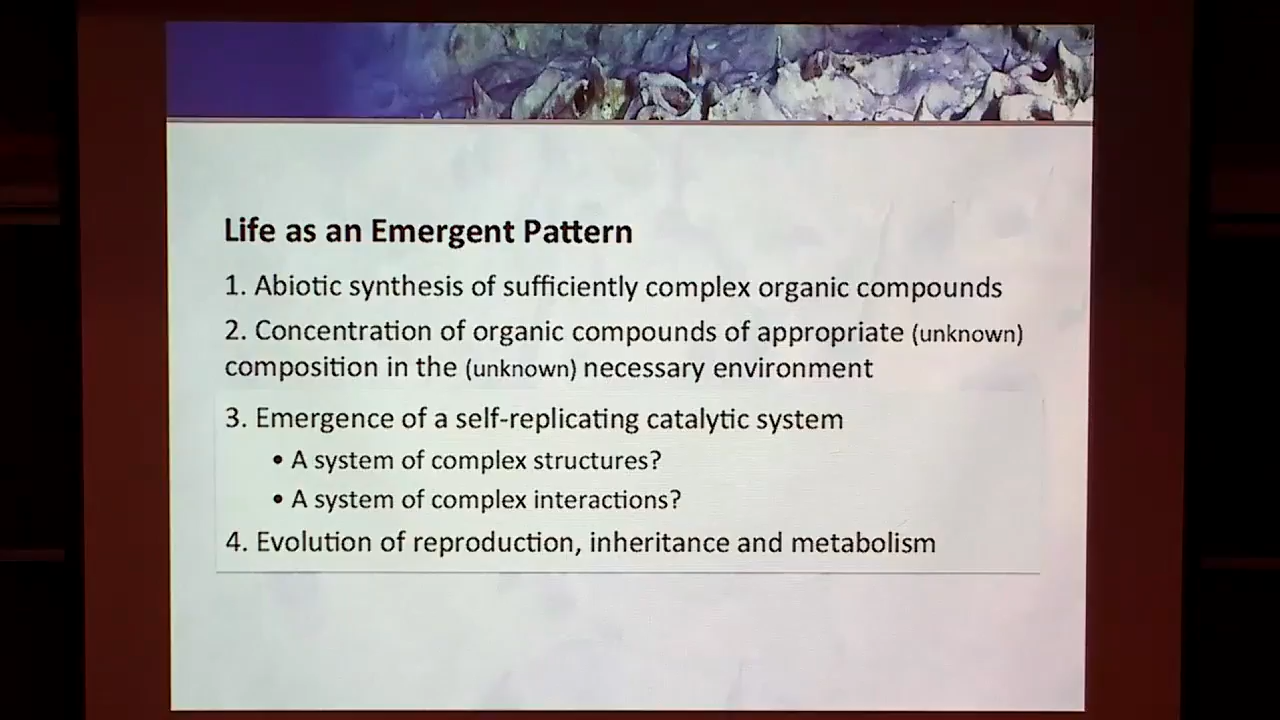 Life as an Emergent Pattern
1. Abiotic synthesis of sufficiently complex organic compounds
2. Concentration of organic compounds of appropriate (unknown)
composition in the (unknown) necessary environment
3. Emergence of a self-replicating catalytic system
• A system of complex structures?
• A system of complex interactions?
4. Evolution of reproduction, inheritance and metabolism